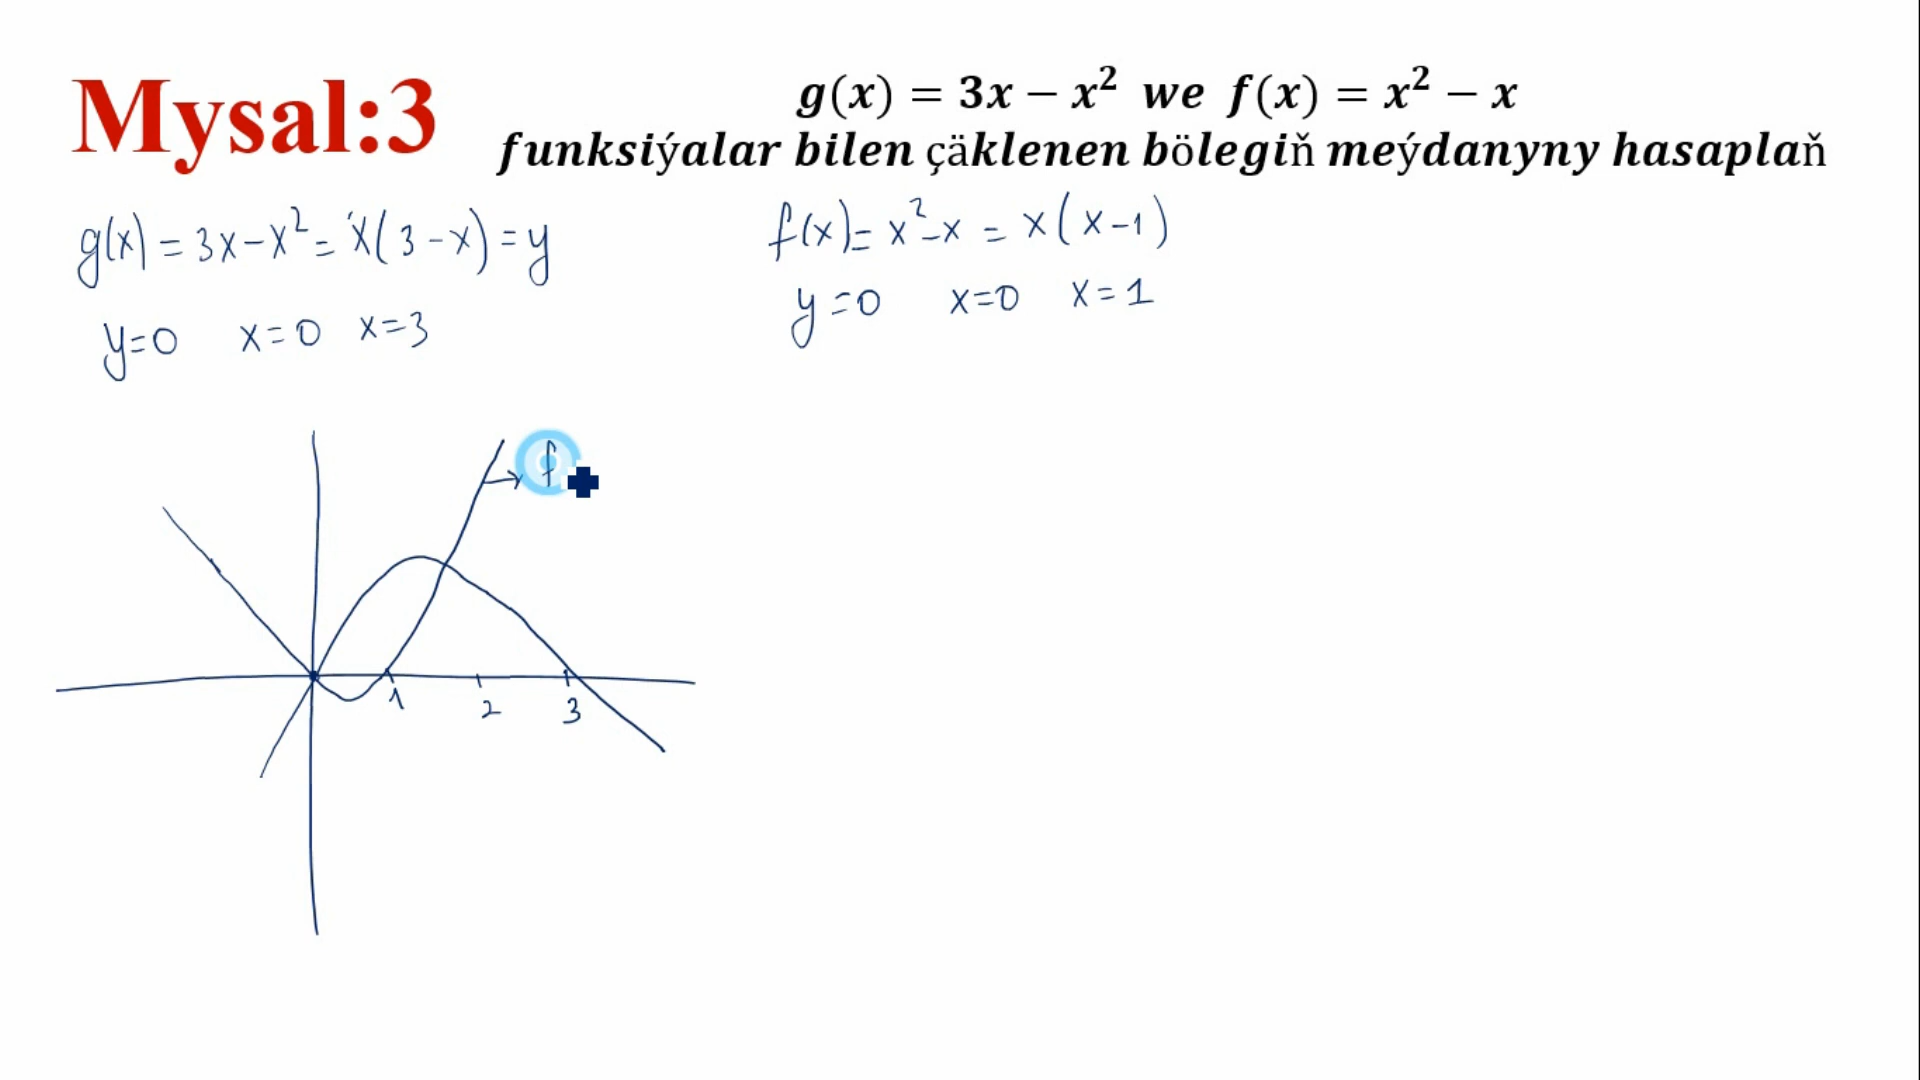 Mysal:3
g(x) = 3x − x² we f(x) = x² − x
funksiýalar bilen çäklenen bölegiň meýdanyny hasaplaň
g(x) = 3x − x² = x(3 − x) = y
y=0 x=0 x=3
f(x) = x² − x = x(x−1)
y=0 x=0 x=1
f
1 2 3